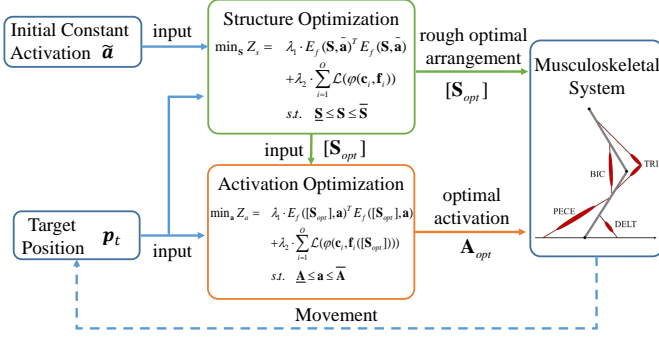 Initial Constant
Activation ã
input
Structure Optimization
min_S Z_s = λ_1 · E_f (S, ã)^T E_f (S, ã)
+λ_2 · ∑_{i=1}^{O} ℒ(φ(c_i, f_i))
s.t. S̲ ≤ S ≤ S̅
rough optimal
arrangement
[S_opt]
Musculoskeletal
System
BIC
TRI
PECE
DELT
input
[S_opt]
Target
Position p_t
input
Activation Optimization
min_a Z_a = λ_1 · E_f ([S_opt], a)^T E_f ([S_opt], a)
+λ_2 · ∑_{i=1}^{O} ℒ(φ(c_i, f_i ([S_opt])))
s.t. A̲ ≤ a ≤ A̅
optimal
activation
A_opt
Movement